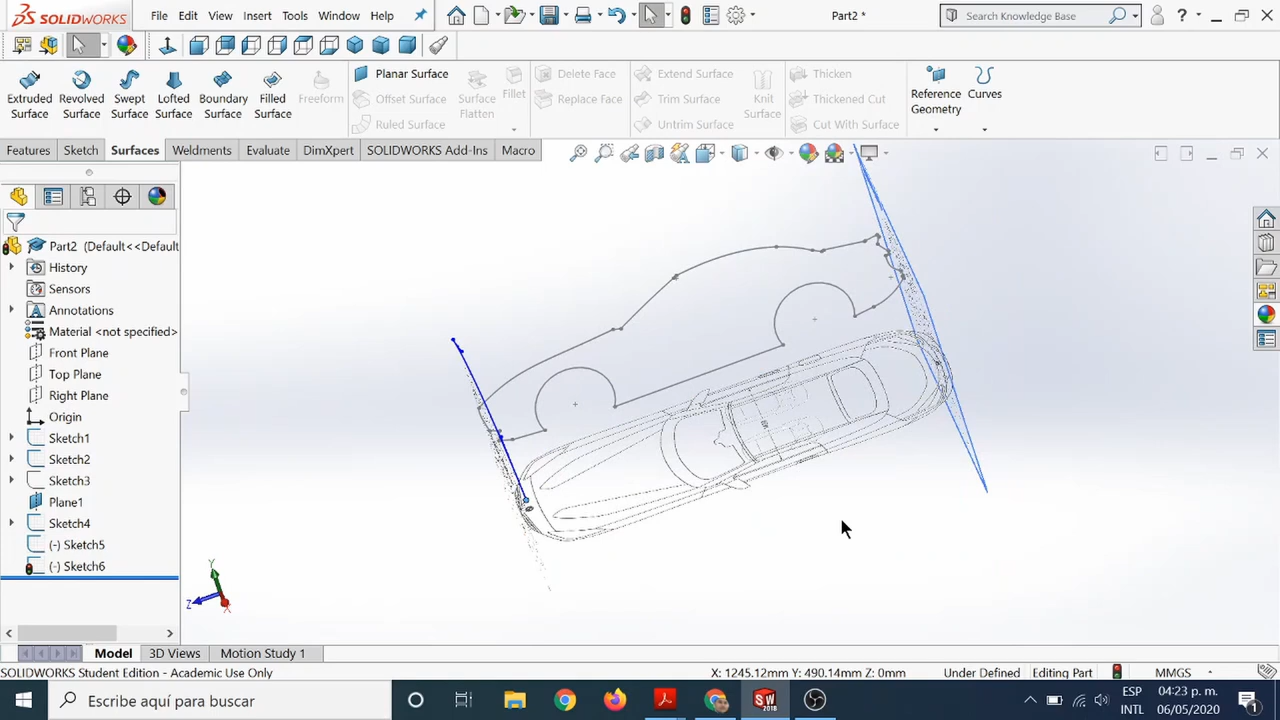 SOLIDWORKS File Edit View Insert Tools Window Help Part2 * Search Knowledge Base ?
Extruded Surface
Revolved Surface
Swept Surface
Lofted Surface
Boundary Surface
Filled Surface
Freeform
Planar Surface
Offset Surface
Ruled Surface
Surface Flatten
Fillet
Delete Face
Replace Face
Extend Surface
Trim Surface
Untrim Surface
Knit Surface
Thicken
Thickened Cut
Cut With Surface
Reference Geometry
Curves
Features Sketch Surfaces Weldments Evaluate DimXpert SOLIDWORKS Add-Ins Macro
Part2 (Default<<Default
History
Sensors
Annotations
Material <not specified>
Front Plane
Top Plane
Right Plane
Origin
Sketch1
Sketch2
Sketch3
Plane1
Sketch4
(-) Sketch5
(-) Sketch6
Y
Z
X
Model 3D Views Motion Study 1
SOLIDWORKS Student Edition - Academic Use Only X: 1245.12mm Y: 490.14mm Z: 0mm Under Defined Editing Part MMGS
Escribe aquí para buscar
SW
2018
ESP
INTL
04:23 p. m.
06/05/2020
1